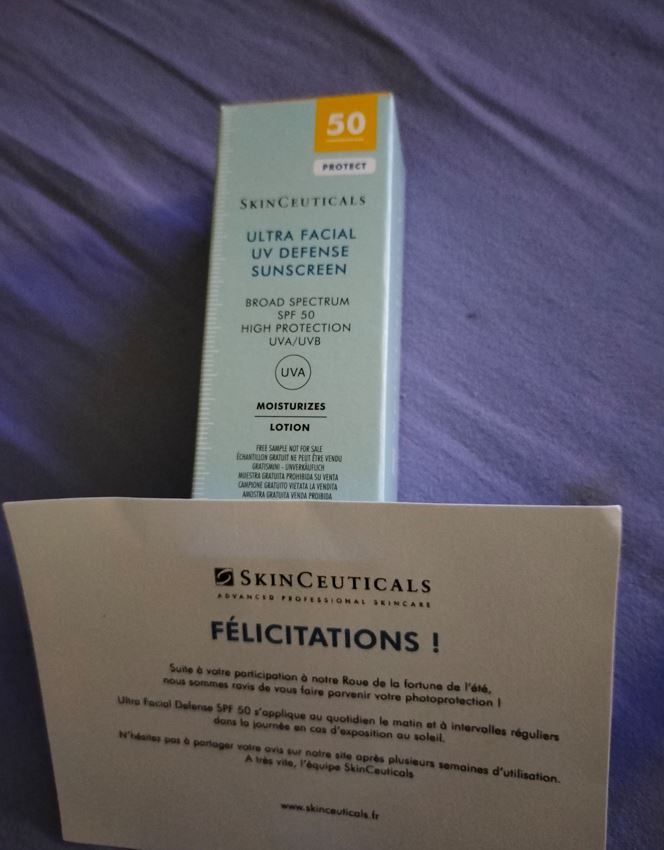 50
PROTECT
SKINCEUTICALS
ULTRA FACIAL
UV DEFENSE
SUNSCREEN
BROAD SPECTRUM
SPF 50
HIGH PROTECTION
UVA/UVB
UVA
MOISTURIZES
LOTION
FREE SAMPLE NOT FOR SALE
ÉCHANTILLON GRATUIT NE PEUT ÊTRE VENDU
GRATISMINI - UNVERKÄUFLICH
MUESTRA GRATUITA PROHIBIDA SU VENTA
CAMPIONE GRATUITO VIETATA LA VENDITA
AMOSTRA GRATUITA VENDA PROIBIDA
SKINCEUTICALS
ADVANCED PROFESSIONAL SKINCARE
FÉLICITATIONS !
Suite à votre participation à notre Roue de la fortune de l'été,
nous sommes ravis de vous faire parvenir votre photoprotection !
Ultra Facial Defense SPF 50 s'applique au quotidien le matin et à intervalles réguliers
dans la journée en cas d'exposition au soleil.
N'hésitez pas à partager votre avis sur notre site après plusieurs semaines d'utilisation.
A très vite, l'équipe SkinCeuticals
www.skinceuticals.fr